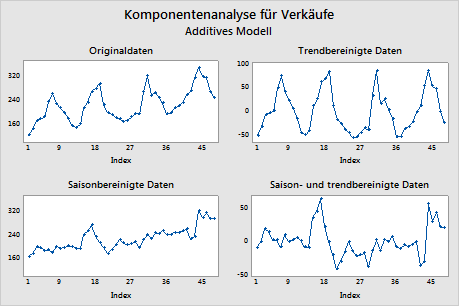 Komponentenanalyse für Verkäufe
Additives Modell
Originaldaten
320
240
160
1 9 18 27 36 45
Index
Trendbereinigte Daten
100
50
0
-50
1 9 18 27 36 45
Index
Saisonbereinigte Daten
320
240
160
1 9 18 27 36 45
Index
Saison- und trendbereinigte Daten
50
0
-50
1 9 18 27 36 45
Index